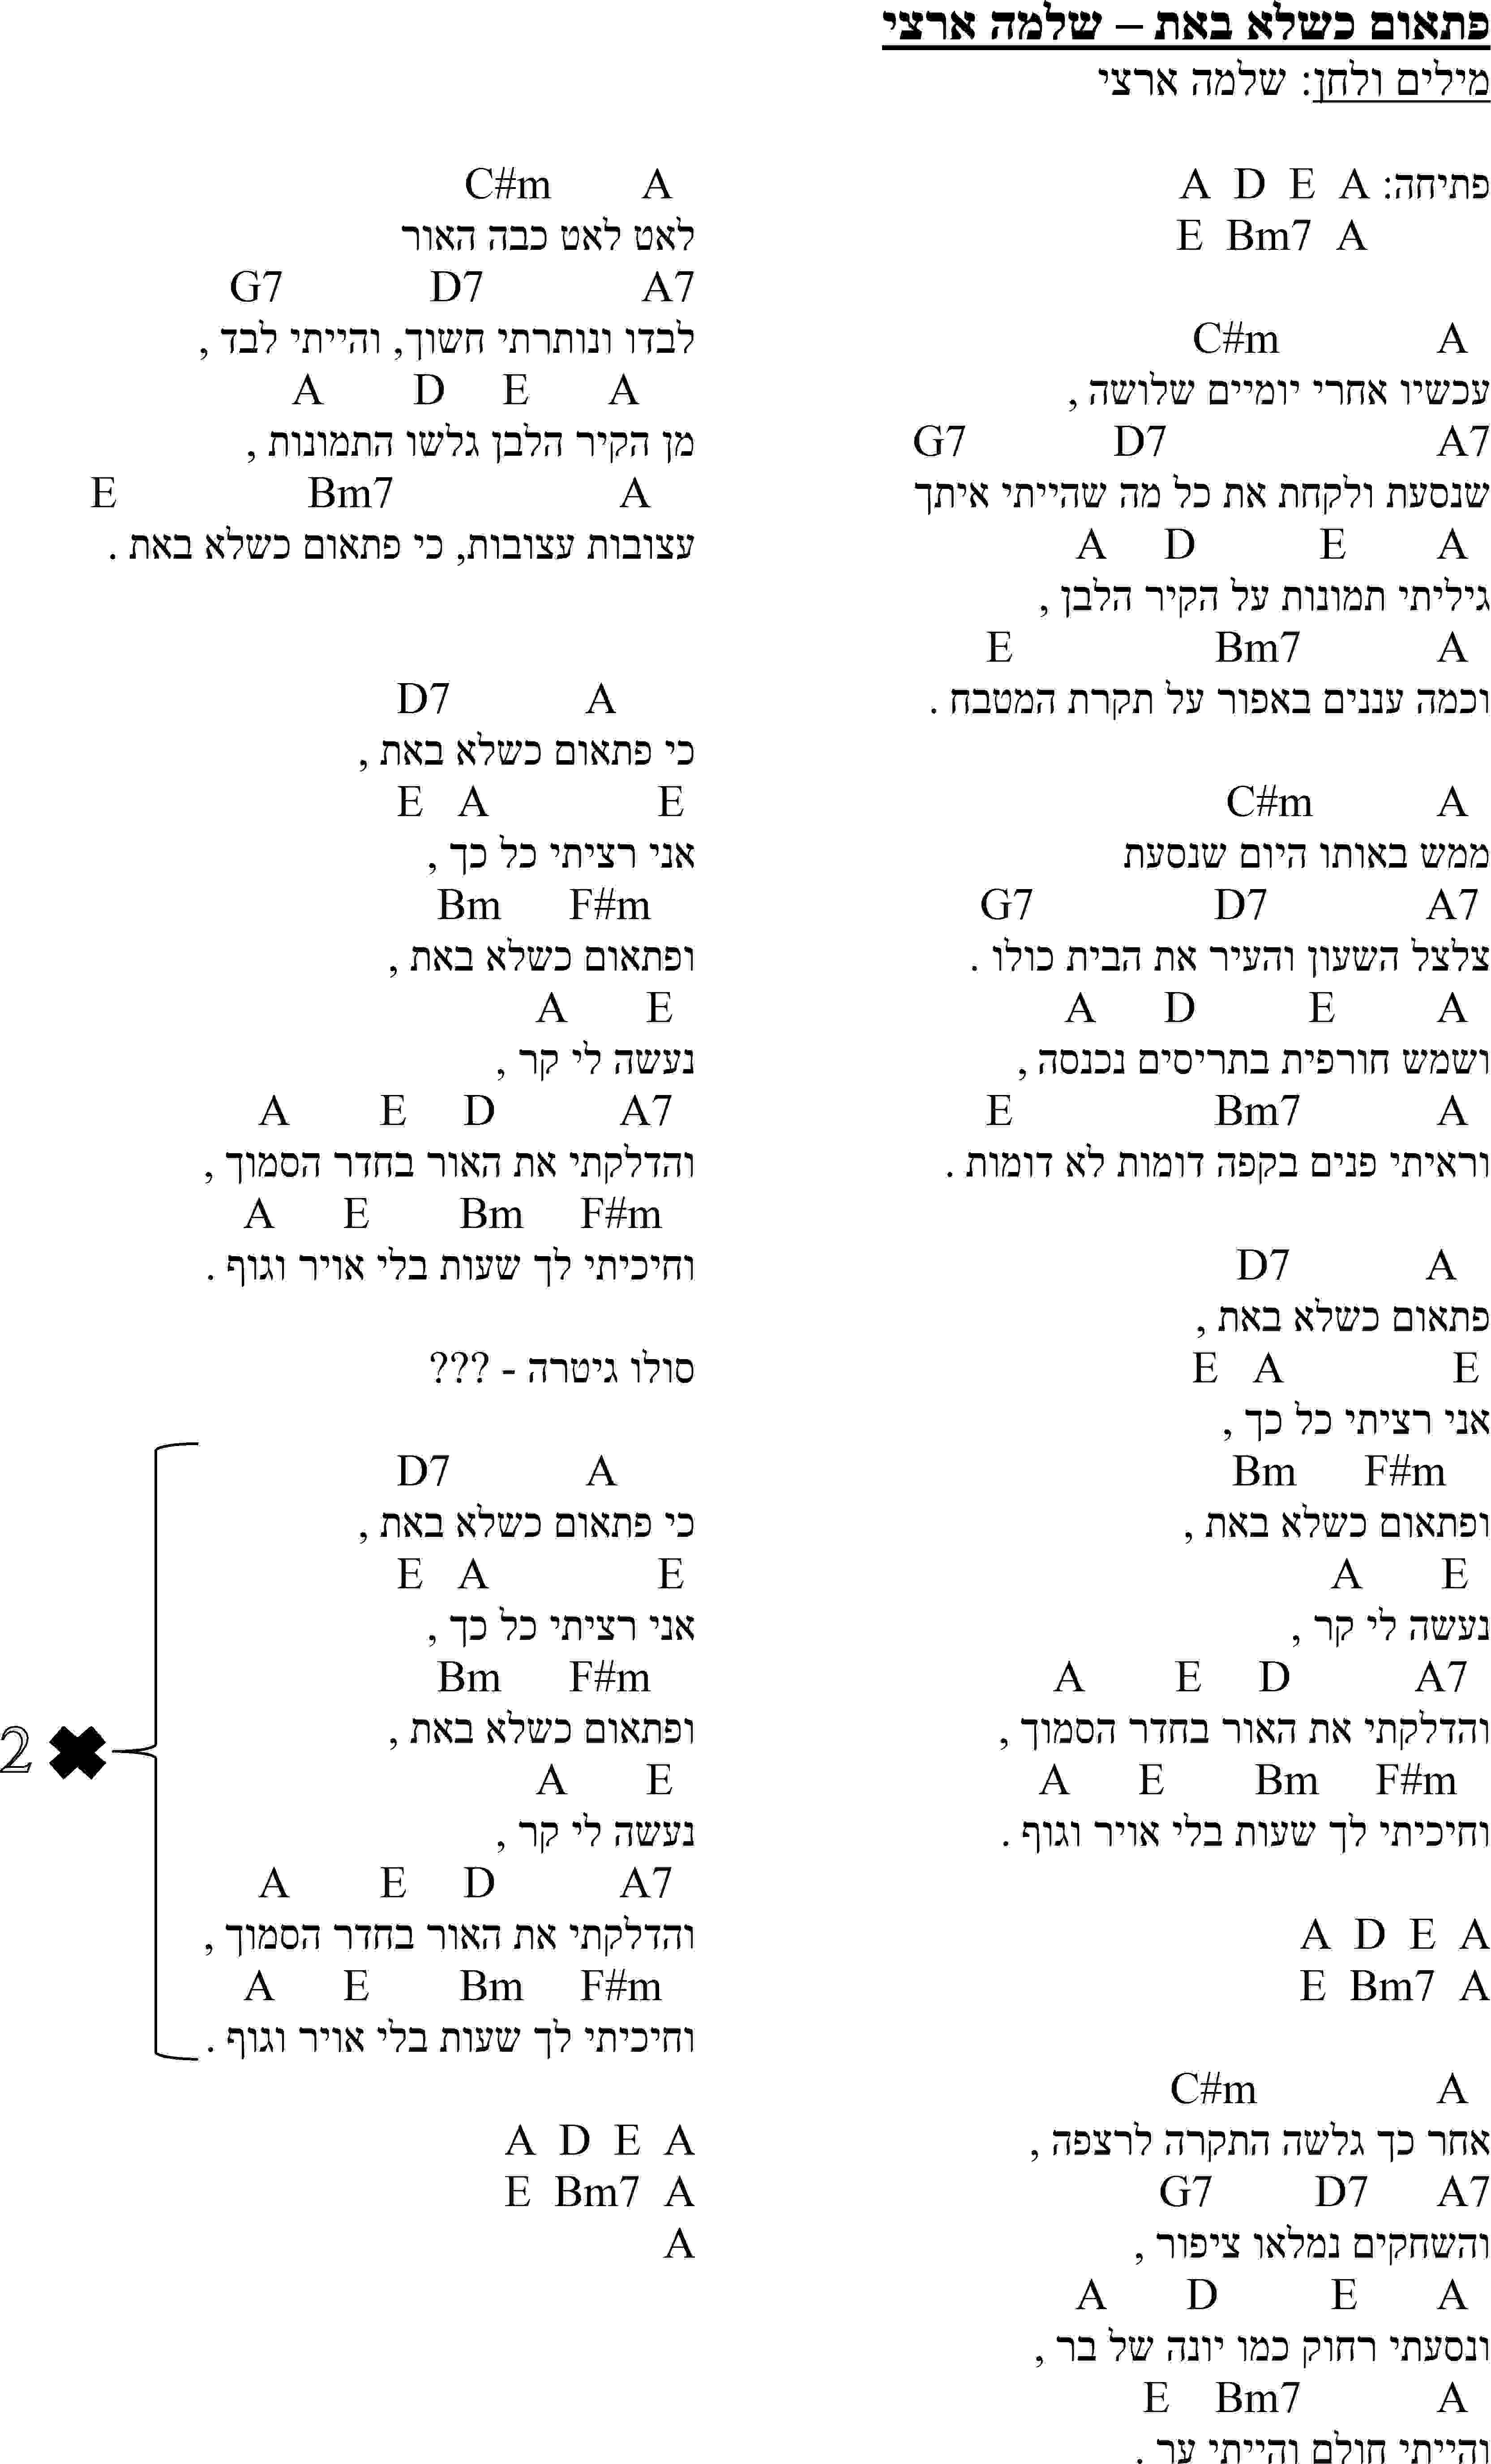 פתאום כשלא באת – שלמה ארצי
מילים ולחן: שלמה ארצי
פתיחה: A D E A
E Bm7 A
C#m A
עכשיו אחרי יומיים שלושה,
G7 D7 A7
שנסעת ולקחת את כל מה שהייתי איתך
A D E A
גיליתי תמונות על הקיר הלבן,
E Bm7 A
וכמה עננים באפור על תקרת המטבח.
C#m A
ממש באותו היום שנסעת
G7 D7 A7
צלצל השעון והעיר את הבית כולו.
A D E A
ושמש חורפית בתריסים נכנסה,
E Bm7 A
וראיתי פנים בקפה דומות לא דומות.
D7 A
פתאום כשלא באת,
E A E
אני רציתי כל כך,
Bm F#m
ופתאום כשלא באת,
A E
נעשה לי קר,
A E D A7
והדלקתי את האור בחדר הסמוך,
A E Bm F#m
וחיכיתי לך שעות בלי אויר וגוף.
A D E A
E Bm7 A
C#m A
אחר כך גלשה התקרה לרצפה,
G7 D7 A7
והשחקים נמלאו ציפור,
A D E A
ונסעתי רחוק כמו יונה של בר,
E Bm7 A
והייתי חולם והייתי ער.
C#m A
לאט לאט כבה האור
G7 D7 A7
לבדו ונותרתי חשוך, והייתי לבד,
A D E A
מן הקיר הלבן גלשו התמונות,
E Bm7 A
עצובות עצובות, כי פתאום כשלא באת.
D7 A
כי פתאום כשלא באת,
E A E
אני רציתי כל כך,
Bm F#m
ופתאום כשלא באת,
A E
נעשה לי קר,
A E D A7
והדלקתי את האור בחדר הסמוך,
A E Bm F#m
וחיכיתי לך שעות בלי אויר וגוף.
סולו גיטרה - ???
D7 A
כי פתאום כשלא באת,
E A E
אני רציתי כל כך,
Bm F#m
ופתאום כשלא באת,
2 ✖
A E
נעשה לי קר,
A E D A7
והדלקתי את האור בחדר הסמוך,
A E Bm F#m
וחיכיתי לך שעות בלי אויר וגוף.
A D E A
E Bm7 A
A